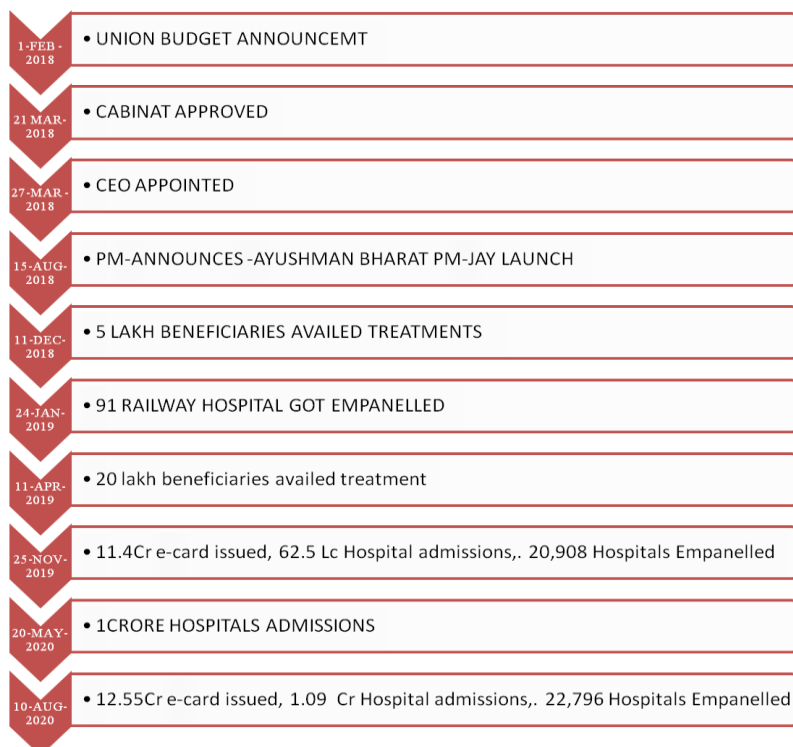 1-FEB-
2018
• UNION BUDGET ANNOUNCEMT
21 MAR-
2018
• CABINAT APPROVED
27-MAR-
2018
• CEO APPOINTED
15-AUG-
2018
• PM-ANNOUNCES -AYUSHMAN BHARAT PM-JAY LAUNCH
11-DEC-
2018
• 5 LAKH BENEFICIARIES AVAILED TREATMENTS
24-JAN-
2019
• 91 RAILWAY HOSPITAL GOT EMPANELLED
11-APR-
2019
• 20 lakh beneficiaries availed treatment
25-NOV-
2019
• 11.4Cr e-card issued, 62.5 Lc Hospital admissions,. 20,908 Hospitals Empanelled
20-MAY-
2020
• 1CRORE HOSPITALS ADMISSIONS
10-AUG-
2020
• 12.55Cr e-card issued, 1.09 Cr Hospital admissions,. 22,796 Hospitals Empanelled